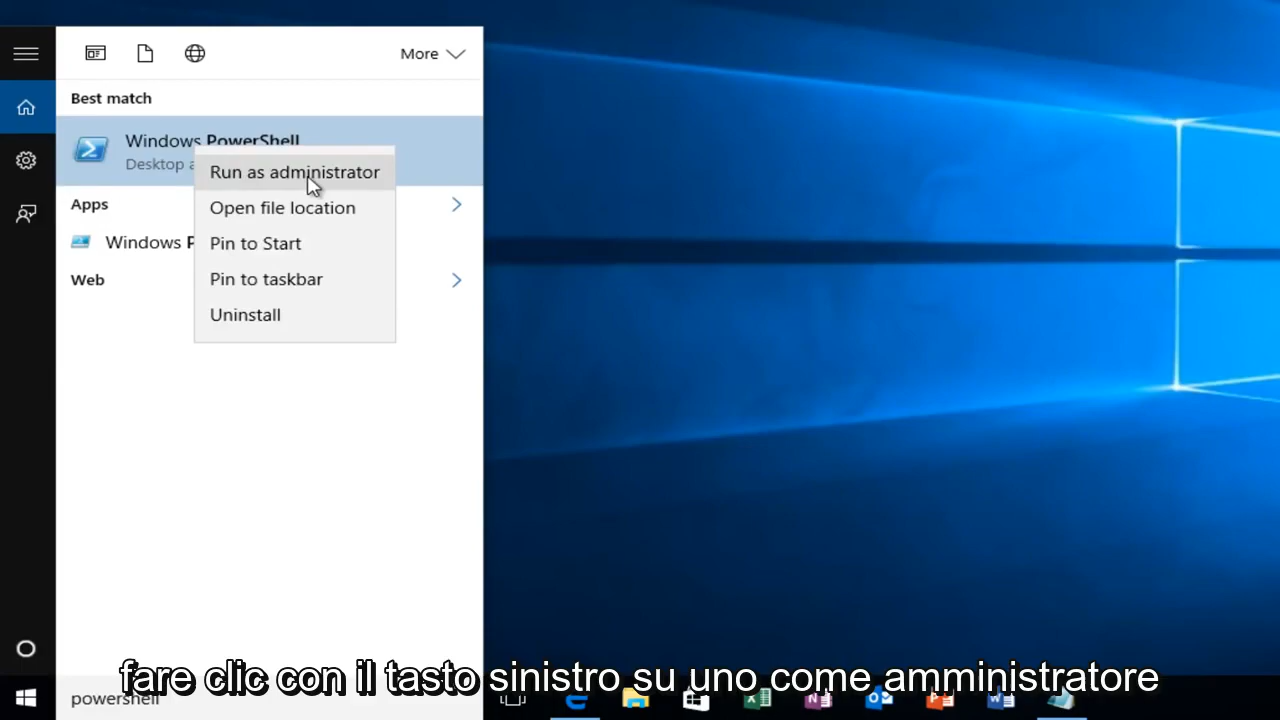 More
Best match
Windows PowerShell
Desktop a
Run as administrator
Open file location
Apps
Windows P
Pin to Start
Pin to taskbar
Web
Uninstall
fare clic con il tasto sinistro su uno come amministratore
powershell